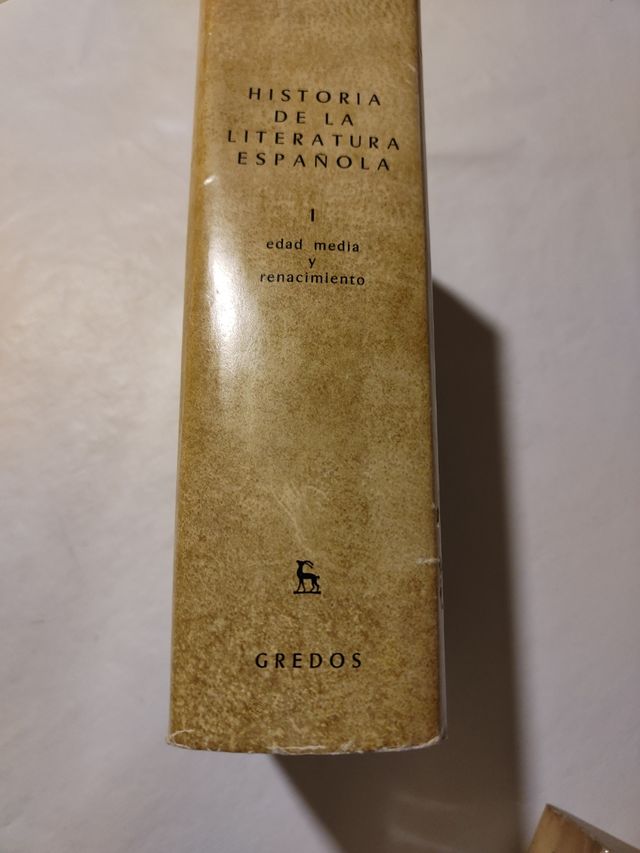 HISTORIA
DE LA
LITERATURA
ESPAÑOLA
I
edad media
y
renacimiento
GREDOS